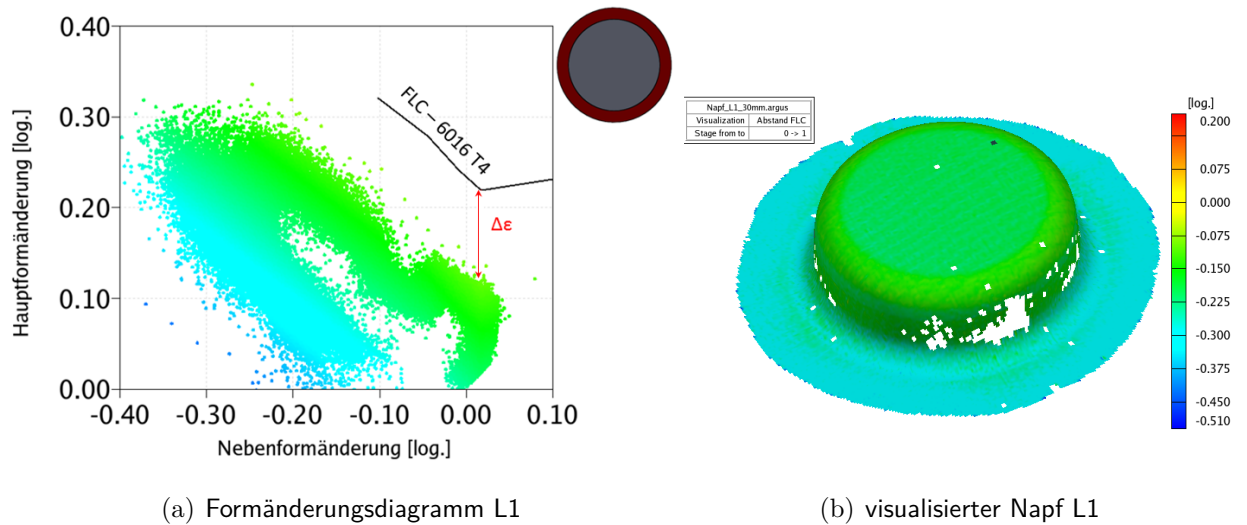 0.40
0.30
0.20
0.10
0.00
-0.40
-0.30
-0.20
-0.10
0.00
0.10
Hauptformänderung [log.]
Nebenformänderung [log.]
FLC – 6016 T4
Δε
Napf_L1_30mm.argus
Visualization Abstand FLC
Stage from to 0 -> 1
[log.]
0.200
0.075
0.000
-0.075
-0.150
-0.225
-0.300
-0.375
-0.450
-0.510
(a) Formänderungsdiagramm L1
(b) visualisierter Napf L1